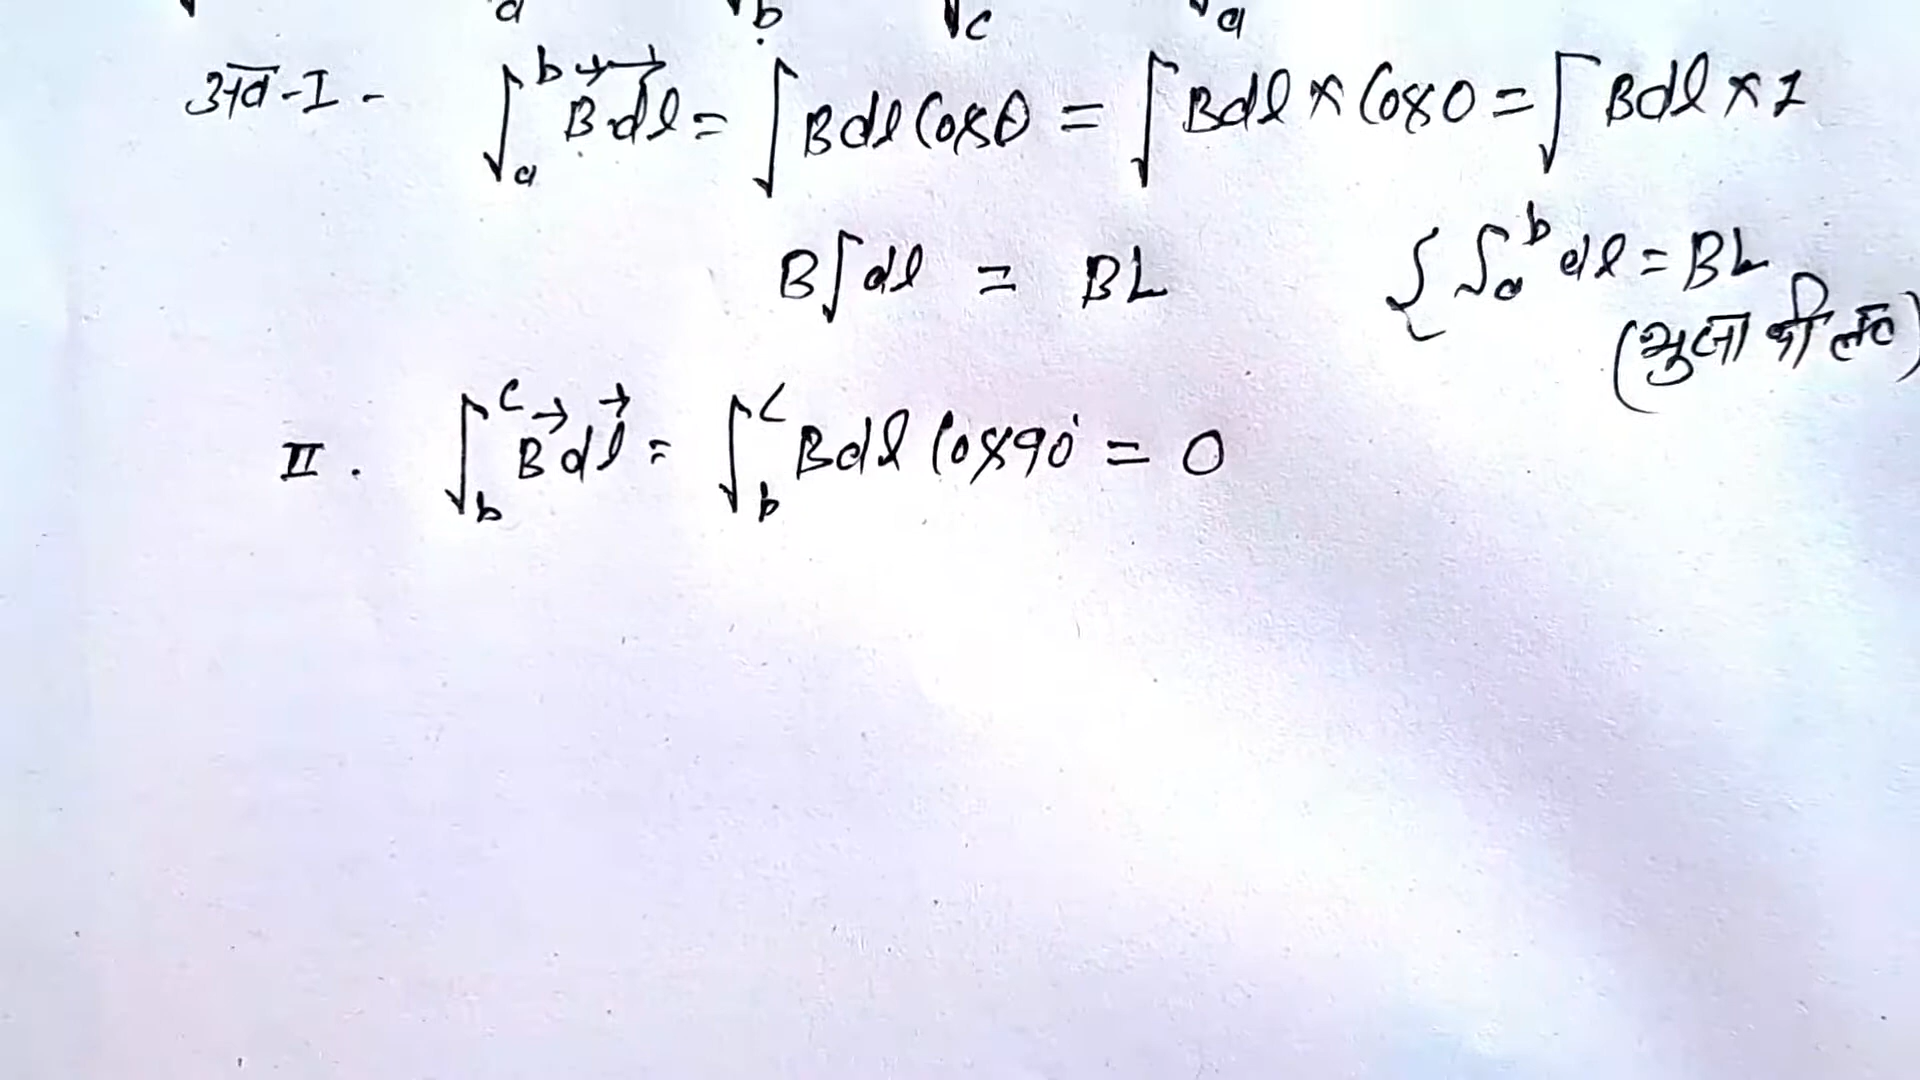 a b c a
अब-I- ∫ₐᵇ B⃗·dl⃗ = ∫ Bdl Cosθ = ∫ Bdl × Cos0 = ∫ Bdl × 1
B∫dl = BL { ∫ₐᵇ dl = BL
(भुजा की लं०)
II. ∫_b^c B⃗ dl⃗ = ∫_b^c Bdl Cos90° = 0